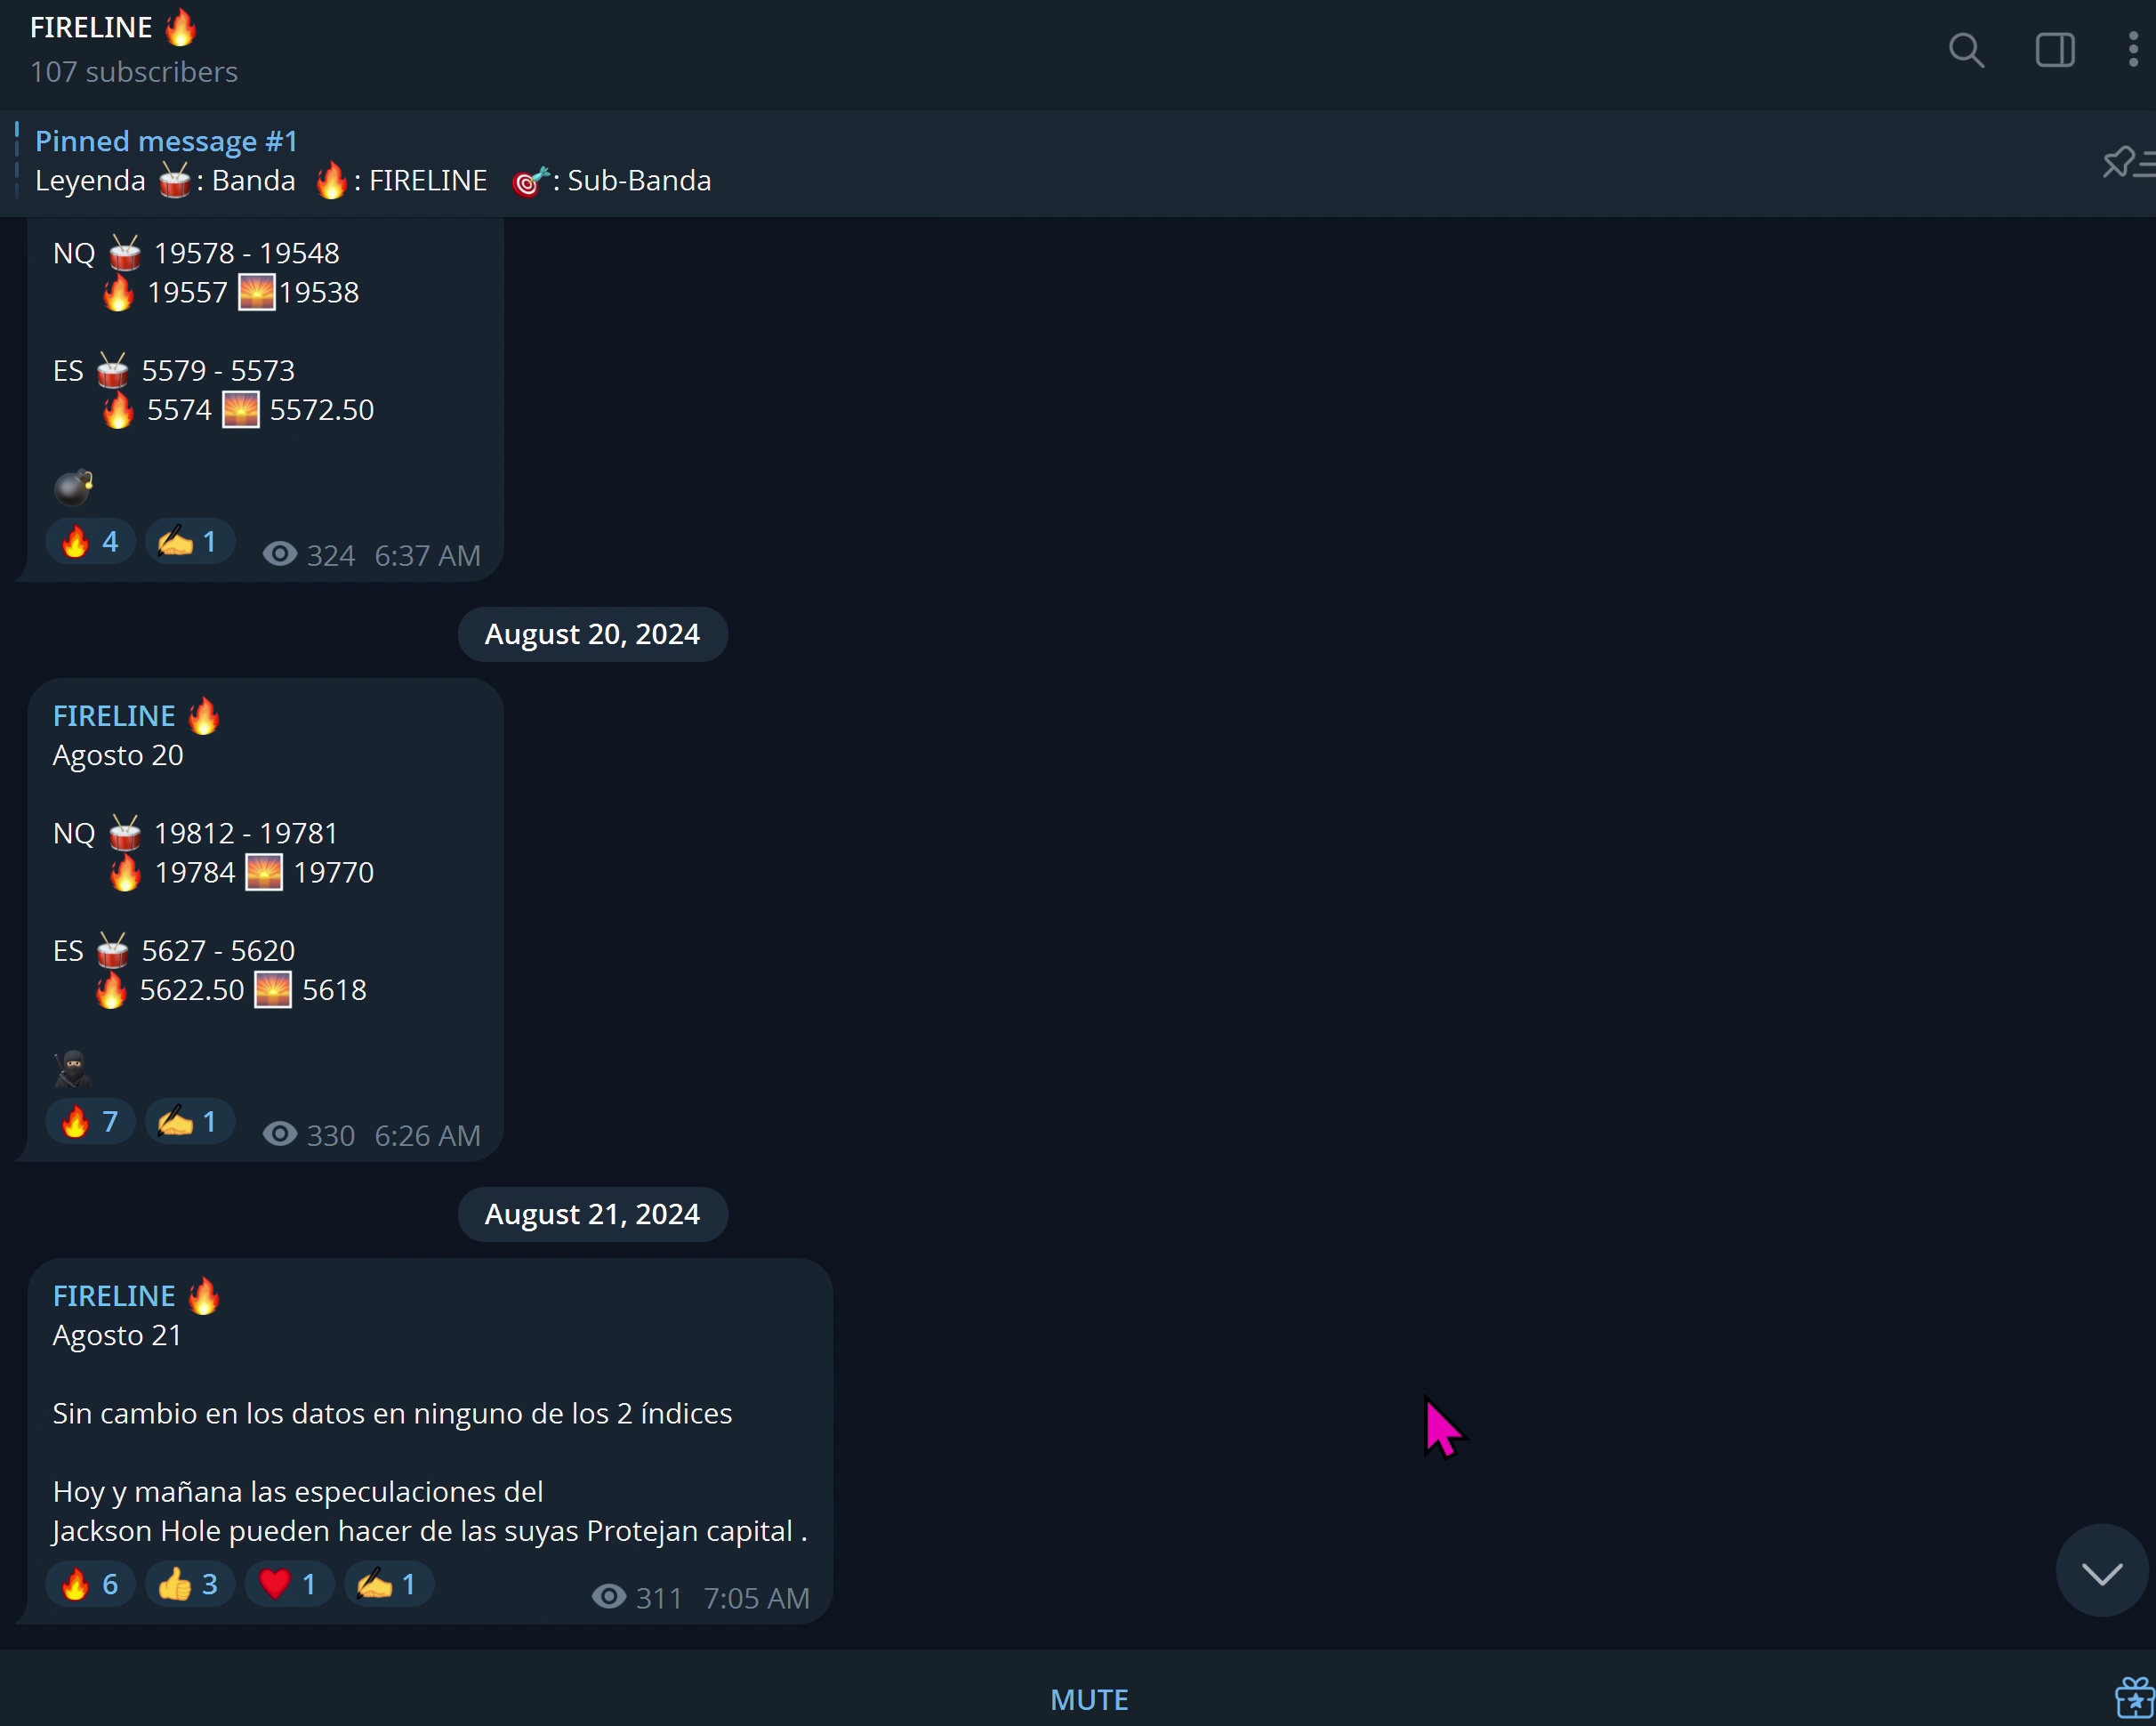 FIRELINE 🔥
107 subscribers
Pinned message #1
Leyenda 🥁: Banda 🔥: FIRELINE 🎯: Sub-Banda
NQ 🥁 19578 - 19548
🔥 19557 🌅19538
ES 🥁 5579 - 5573
🔥 5574 🌅 5572.50
💣
🔥 4 ✍️ 1 324 6:37 AM
August 20, 2024
FIRELINE 🔥
Agosto 20
NQ 🥁 19812 - 19781
🔥 19784 🌅 19770
ES 🥁 5627 - 5620
🔥 5622.50 🌅 5618
🥷
🔥 7 ✍️ 1 330 6:26 AM
August 21, 2024
FIRELINE 🔥
Agosto 21
Sin cambio en los datos en ninguno de los 2 índices
Hoy y mañana las especulaciones del
Jackson Hole pueden hacer de las suyas Protejan capital .
🔥 6 👍 3 ❤️ 1 ✍️ 1 311 7:05 AM
MUTE